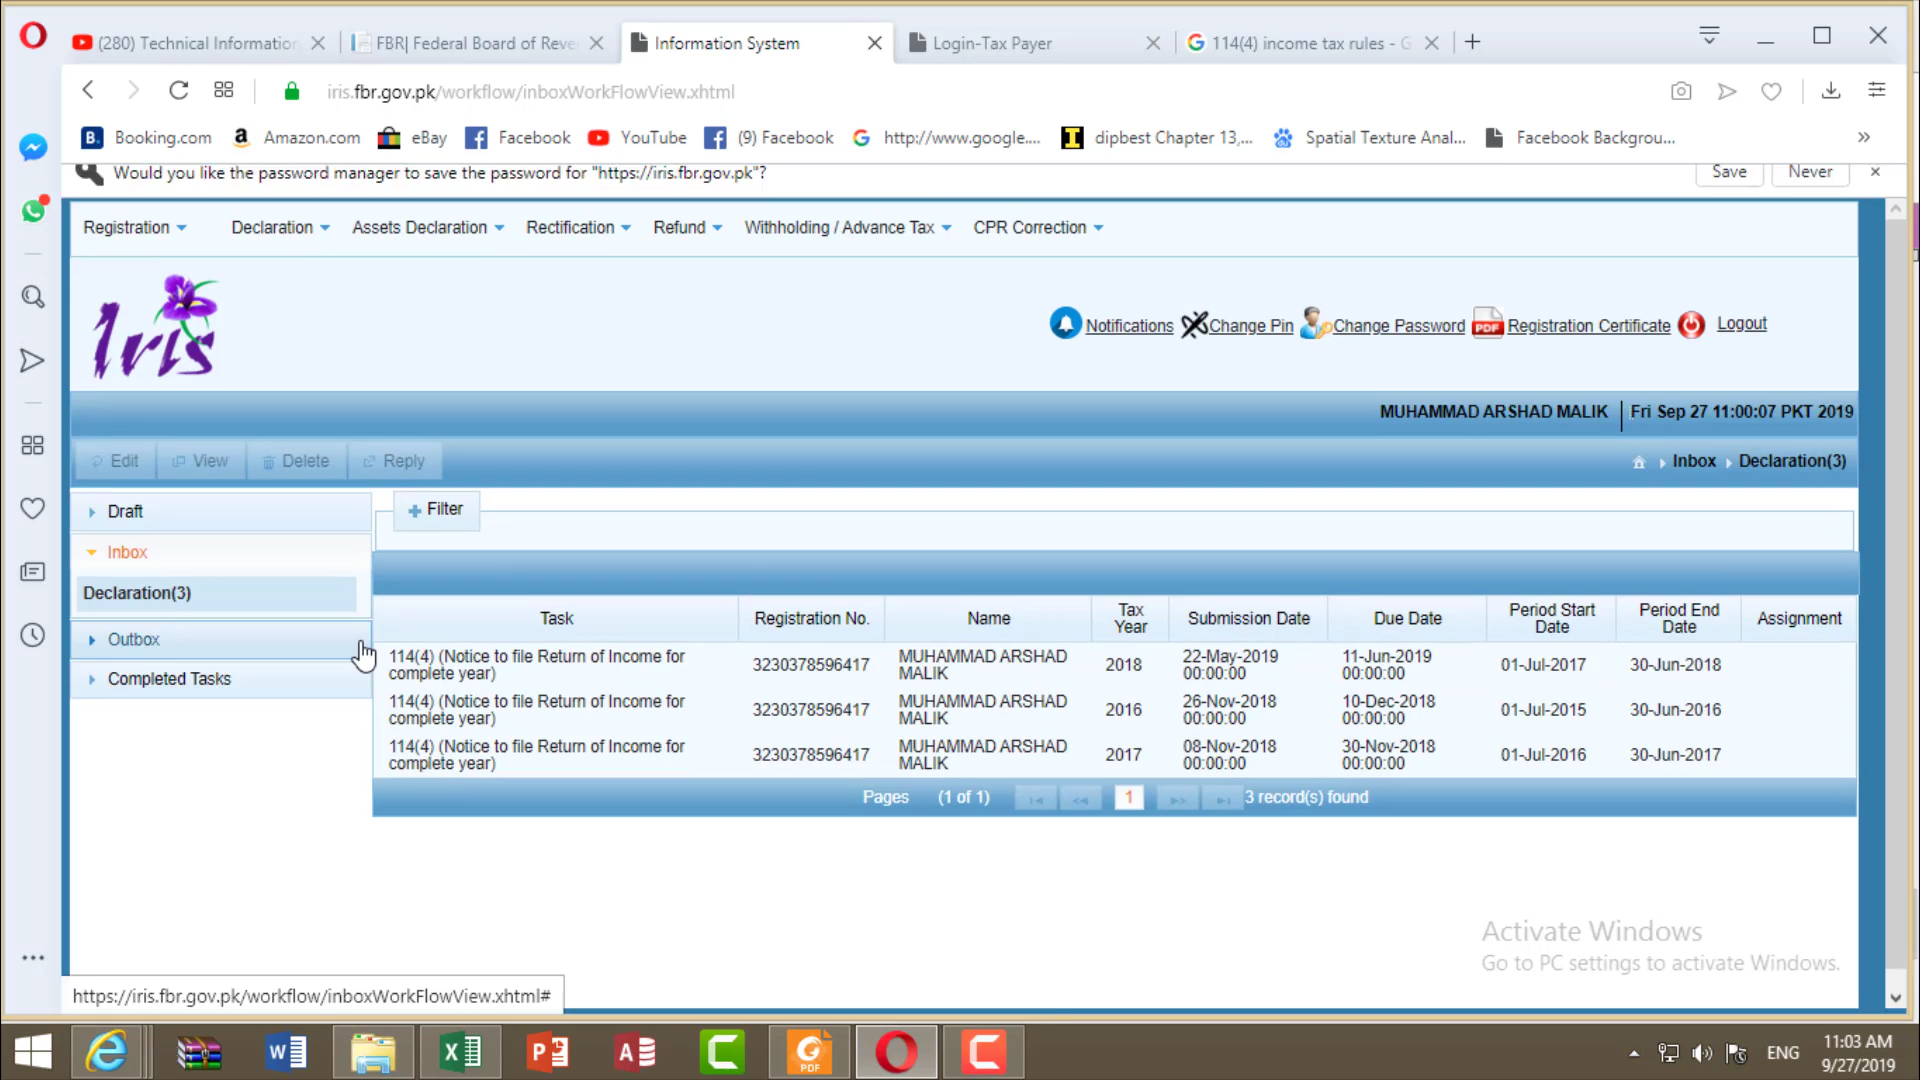 (280) Technical Information
FBR| Federal Board of Reve
Information System
Login-Tax Payer
114(4) income tax rules - G
iris.fbr.gov.pk/workflow/inboxWorkFlowView.xhtml
B. Booking.com
a Amazon.com
eBay
Facebook
YouTube
(9) Facebook
http://www.google....
dipbest Chapter 13,...
Spatial Texture Anal...
Facebook Backgrou...
Would you like the password manager to save the password for "https://iris.fbr.gov.pk"?
Save
Never
Registration
Declaration
Assets Declaration
Rectification
Refund
Withholding / Advance Tax
CPR Correction
Iris
Notifications
Change Pin
Change Password
PDF
Registration Certificate
Logout
MUHAMMAD ARSHAD MALIK
Fri Sep 27 11:00:07 PKT 2019
Edit
View
Delete
Reply
Inbox
Declaration(3)
Draft
Inbox
Declaration(3)
Outbox
Completed Tasks
Filter
Task
Registration No.
Name
Tax
Year
Submission Date
Due Date
Period Start
Date
Period End
Date
Assignment
114(4) (Notice to file Return of Income for
complete year)
3230378596417
MUHAMMAD ARSHAD
MALIK
2018
22-May-2019
00:00:00
11-Jun-2019
00:00:00
01-Jul-2017
30-Jun-2018
114(4) (Notice to file Return of Income for
complete year)
3230378596417
MUHAMMAD ARSHAD
MALIK
2016
26-Nov-2018
00:00:00
10-Dec-2018
00:00:00
01-Jul-2015
30-Jun-2016
114(4) (Notice to file Return of Income for
complete year)
3230378596417
MUHAMMAD ARSHAD
MALIK
2017
08-Nov-2018
00:00:00
30-Nov-2018
00:00:00
01-Jul-2016
30-Jun-2017
Pages (1 of 1)
1
3 record(s) found
Activate Windows
Go to PC settings to activate Windows.
https://iris.fbr.gov.pk/workflow/inboxWorkFlowView.xhtml#
PDF
ENG
11:03 AM
9/27/2019